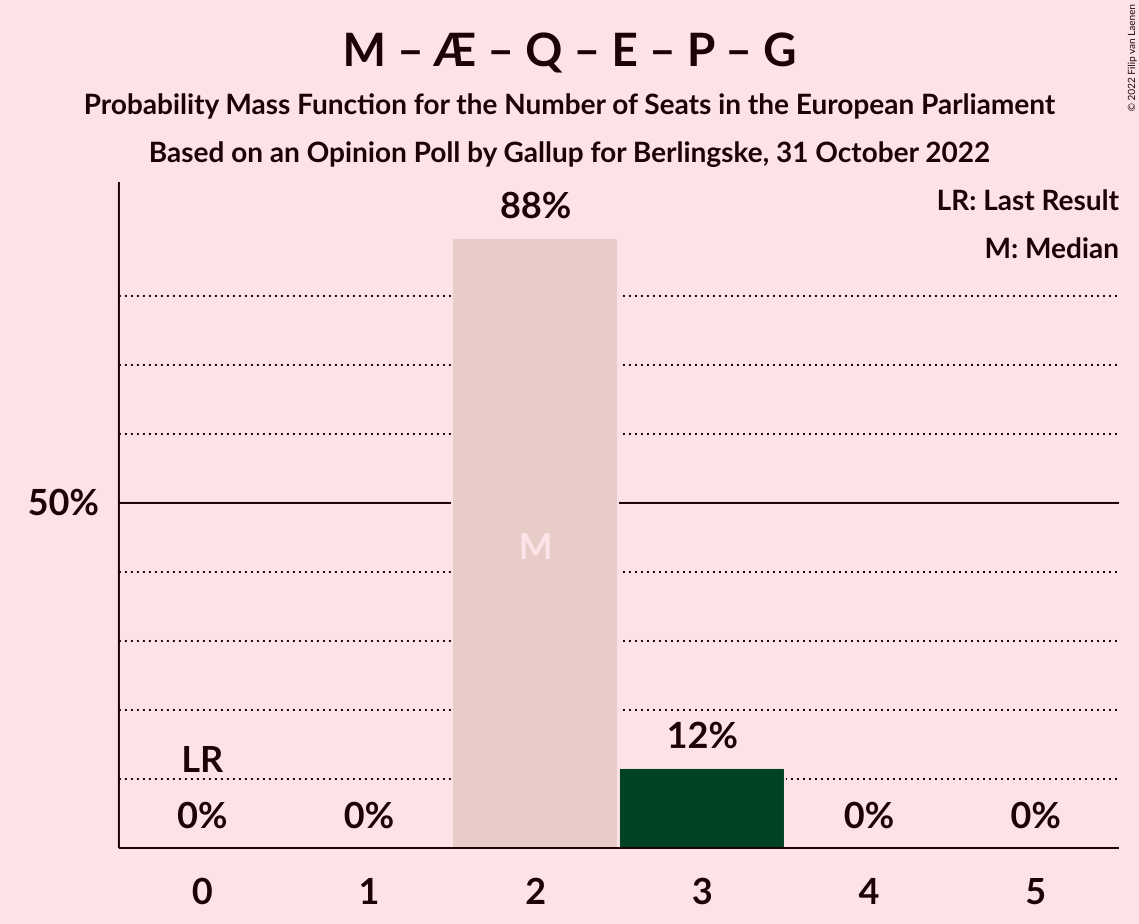 M – Æ – Q – E – P – G
Probability Mass Function for the Number of Seats in the European Parliament
Based on an Opinion Poll by Gallup for Berlingske, 31 October 2022
© 2022 Filip van Laenen
LR: Last Result
M: Median
88%
50%
M
12%
LR
0%
0%
0%
0%
0
1
2
3
4
5